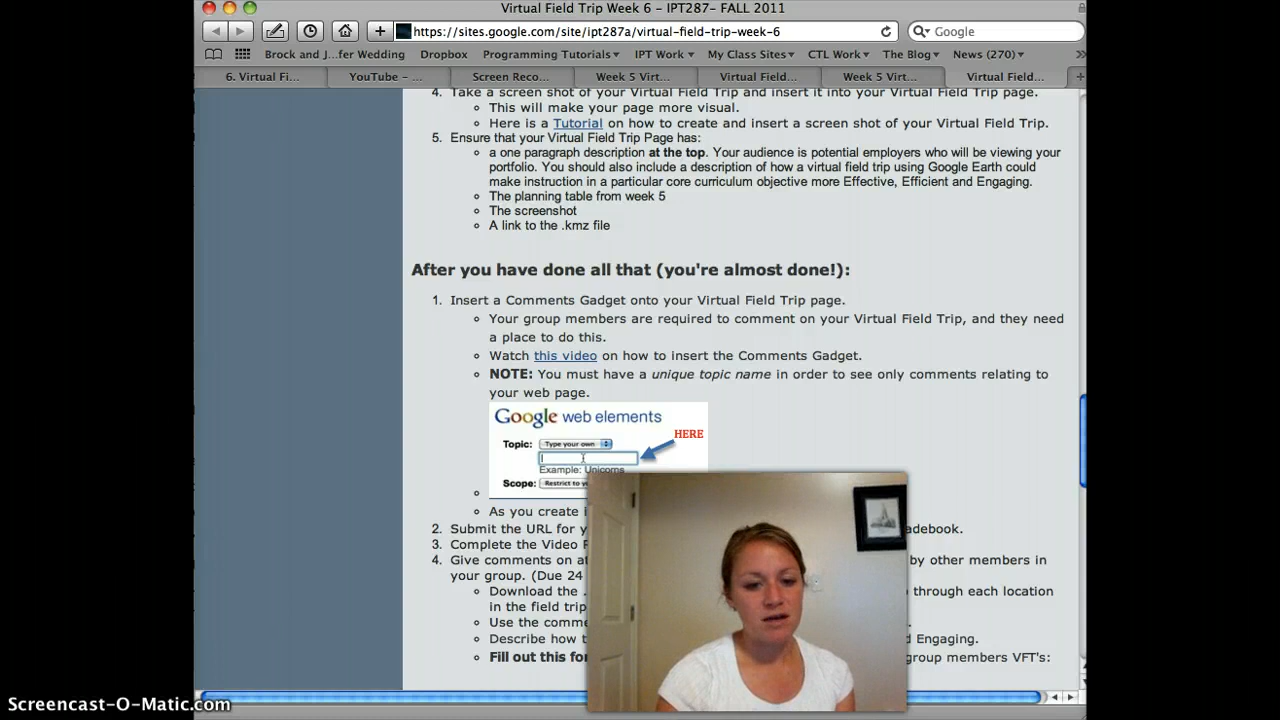 Virtual Field Trip Week 6 – IPT287– FALL 2011
https://sites.google.com/site/ipt287a/virtual-field-trip-week-6
Google
Brock and J...fer Wedding Dropbox Programming Tutorials IPT Work My Class Sites CTL Work The Blog News (270)
6. Virtual Fi... YouTube – ... Screen Reco... Week 5 Virt... Virtual Field... Week 5 Virt... Virtual Field...
4. Take a screen shot of your Virtual Field Trip and insert it into your Virtual Field Trip page.
This will make your page more visual.
Here is a Tutorial on how to create and insert a screen shot of your Virtual Field Trip.
5. Ensure that your Virtual Field Trip Page has:
a one paragraph description at the top. Your audience is potential employers who will be viewing your
portfolio. You should also include a description of how a virtual field trip using Google Earth could
make instruction in a particular core curriculum objective more Effective, Efficient and Engaging.
The planning table from week 5
The screenshot
A link to the .kmz file
After you have done all that (you're almost done!):
1. Insert a Comments Gadget onto your Virtual Field Trip page.
Your group members are required to comment on your Virtual Field Trip, and they need
a place to do this.
Watch this video on how to insert the Comments Gadget.
NOTE: You must have a unique topic name in order to see only comments relating to
your web page.
Google web elements
HERE
Topic: Type your own
Example: Unicorns
Scope: Restrict to y
As you create i
2. Submit the URL for y adebook.
3. Complete the Video F
4. Give comments on at by other members in
your group. (Due 24
Download the . through each location
in the field trip
Use the comme
Describe how t d Engaging.
Fill out this for group members VFT's:
Screencast-O-Matic.com